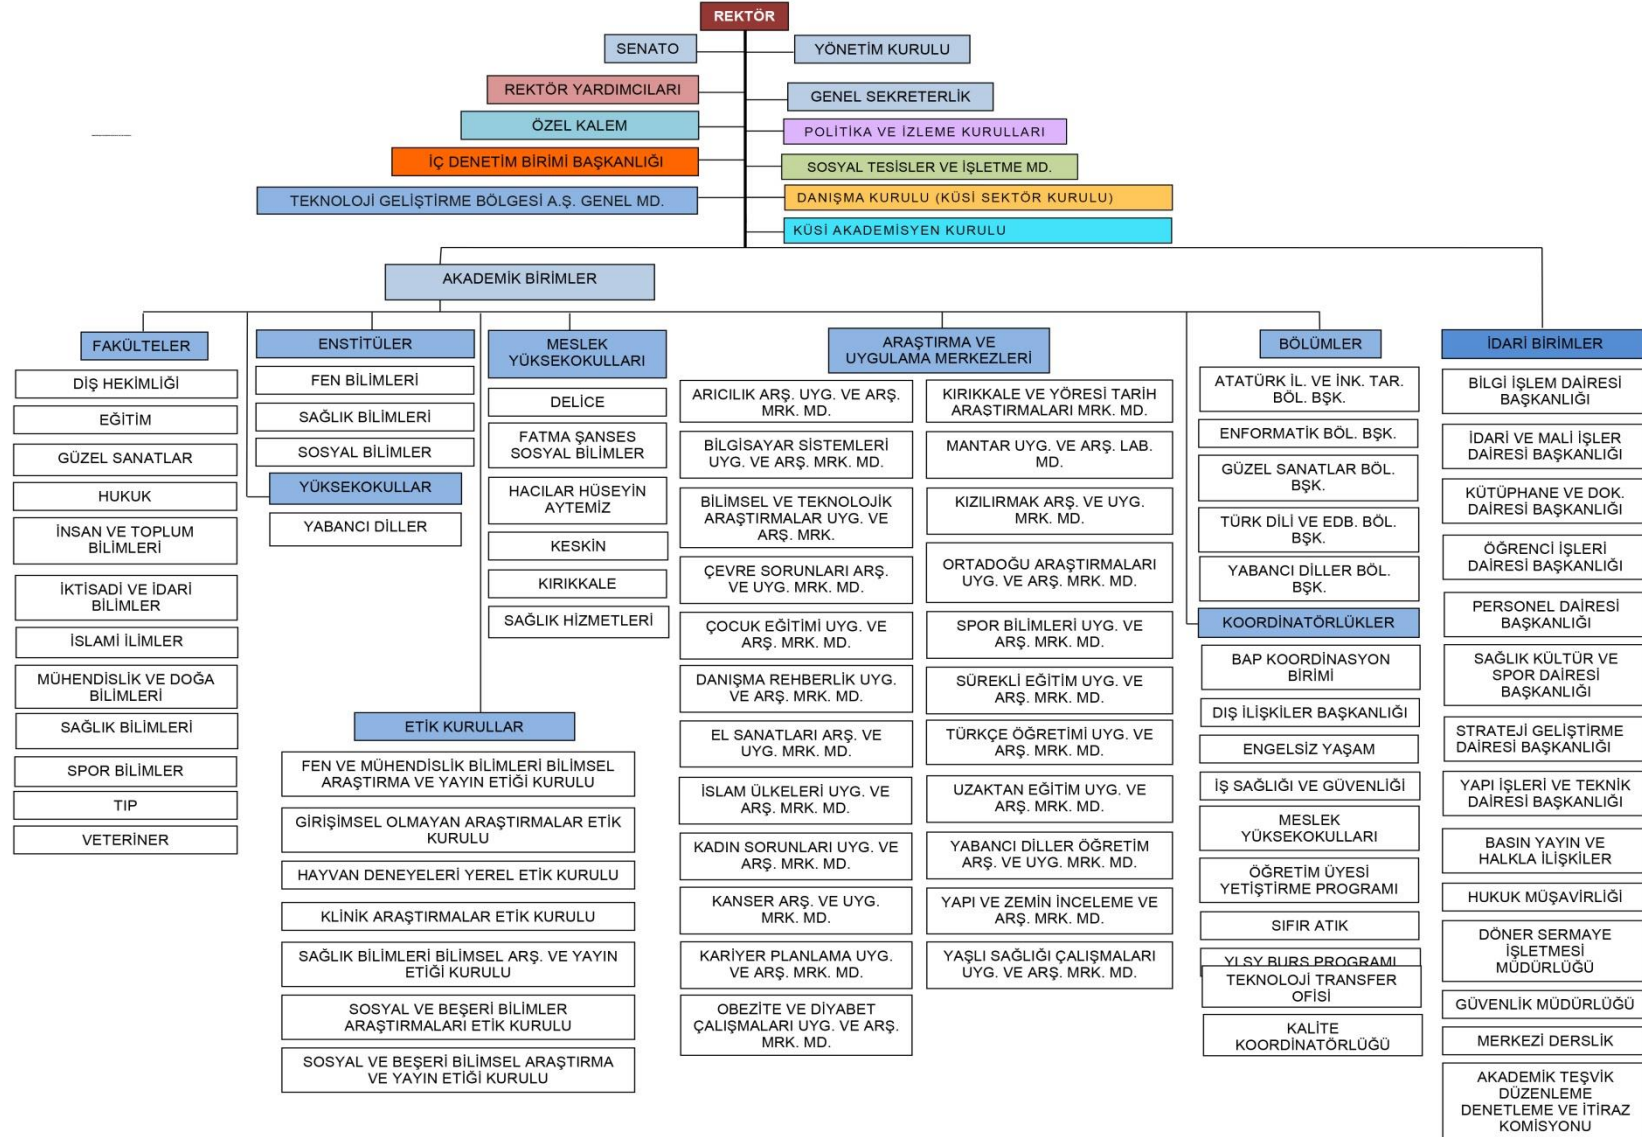 REKTÖR
SENATO
YÖNETİM KURULU
REKTÖR YARDIMCILARI
GENEL SEKRETERLİK
ÖZEL KALEM
POLİTİKA VE İZLEME KURULLARI
İÇ DENETİM BİRİMİ BAŞKANLIĞI
SOSYAL TESİSLER VE İŞLETME MD.
TEKNOLOJİ GELİŞTİRME BÖLGESİ A.Ş. GENEL MD.
DANIŞMA KURULU (KÜSİ SEKTÖR KURULU)
KÜSİ AKADEMİSYEN KURULU
AKADEMİK BİRİMLER
FAKÜLTELER
DİŞ HEKİMLİĞİ
EĞİTİM
GÜZEL SANATLAR
HUKUK
İNSAN VE TOPLUM
BİLİMLERİ
İKTİSADİ VE İDARİ
BİLİMLER
İSLAMİ İLİMLER
MÜHENDİSLİK VE DOĞA
BİLİMLERİ
SAĞLIK BİLİMLERİ
SPOR BİLİMLER
TIP
VETERİNER
ENSTİTÜLER
FEN BİLİMLERİ
SAĞLIK BİLİMLERİ
SOSYAL BİLİMLER
YÜKSEKOKULLAR
YABANCI DİLLER
MESLEK
YÜKSEKOKULLARI
DELİCE
FATMA ŞANSES
SOSYAL BİLİMLER
HACILAR HÜSEYİN
AYTEMİZ
KESKİN
KIRIKKALE
SAĞLIK HİZMETLERİ
ETİK KURULLAR
FEN VE MÜHENDİSLİK BİLİMLERİ BİLİMSEL
ARAŞTIRMA VE YAYIN ETİĞİ KURULU
GİRİŞİMSEL OLMAYAN ARAŞTIRMALAR ETİK
KURULU
HAYVAN DENEYELERİ YEREL ETİK KURULU
KLİNİK ARAŞTIRMALAR ETİK KURULU
SAĞLIK BİLİMLERİ BİLİMSEL ARŞ. VE YAYIN
ETİĞİ KURULU
SOSYAL VE BEŞERİ BİLİMLER
ARAŞTIRMALARI ETİK KURULU
SOSYAL VE BEŞERİ BİLİMSEL ARAŞTIRMA
VE YAYIN ETİĞİ KURULU
ARAŞTIRMA VE
UYGULAMA MERKEZLERİ
ARICILIK ARŞ. UYG. VE ARŞ.
MRK. MD.
BİLGİSAYAR SİSTEMLERİ
UYG. VE ARŞ. MRK. MD.
BİLİMSEL VE TEKNOLOJİK
ARAŞTIRMALAR UYG. VE
ARŞ. MRK.
ÇEVRE SORUNLARI ARŞ.
VE UYG. MRK. MD.
ÇOCUK EĞİTİMİ UYG. VE
ARŞ. MRK. MD.
DANIŞMA REHBERLİK UYG.
VE ARŞ. MRK. MD.
EL SANATLARI ARŞ. VE
UYG. MRK. MD.
İSLAM ÜLKELERİ UYG. VE
ARŞ. MRK. MD.
KADIN SORUNLARI UYG. VE
ARŞ. MRK. MD.
KANSER ARŞ. VE UYG.
MRK. MD.
KARİYER PLANLAMA UYG.
VE ARŞ. MRK. MD.
OBEZİTE VE DİYABET
ÇALIŞMALARI UYG. VE ARŞ.
MRK. MD.
KIRIKKALE VE YÖRESİ TARİH
ARAŞTIRMALARI MRK. MD.
MANTAR UYG. VE ARŞ. LAB.
MD.
KIZILIRMAK ARŞ. VE UYG.
MRK. MD.
ORTADOĞU ARAŞTIRMALARI
UYG. VE ARŞ. MRK. MD.
SPOR BİLİMLERİ UYG. VE
ARŞ. MRK. MD.
SÜREKLİ EĞİTİM UYG. VE
ARŞ. MRK. MD.
TÜRKÇE ÖĞRETİMİ UYG. VE
ARŞ. MRK. MD.
UZAKTAN EĞİTİM UYG. VE
ARŞ. MRK. MD.
YABANCI DİLLER ÖĞRETİM
ARŞ. VE UYG. MRK. MD.
YAPI VE ZEMİN İNCELEME VE
ARŞ. MRK. MD.
YAŞLI SAĞLIĞI ÇALIŞMALARI
UYG. VE ARŞ. MRK. MD.
BÖLÜMLER
ATATÜRK İL. VE İNK. TAR.
BÖL. BŞK.
ENFORMATİK BÖL. BŞK.
GÜZEL SANATLAR BÖL.
BŞK.
TÜRK DİLİ VE EDB. BÖL.
BŞK.
YABANCI DİLLER BÖL.
BŞK.
KOORDİNATÖRLÜKLER
BAP KOORDİNASYON
BİRİMİ
DIŞ İLİŞKİLER BAŞKANLIĞI
ENGELSİZ YAŞAM
İŞ SAĞLIĞI VE GÜVENLİĞİ
MESLEK
YÜKSEKOKULLARI
ÖĞRETİM ÜYESİ
YETİŞTİRME PROGRAMI
SIFIR ATIK
YLSY BURS PROGRAMI
TEKNOLOJİ TRANSFER
OFİSİ
KALİTE
KOORDİNATÖRLÜĞÜ
İDARİ BİRİMLER
BİLGİ İŞLEM DAİRESİ
BAŞKANLIĞI
İDARİ VE MALİ İŞLER
DAİRESİ BAŞKANLIĞI
KÜTÜPHANE VE DOK.
DAİRESİ BAŞKANLIĞI
ÖĞRENCİ İŞLERİ
DAİRESİ BAŞKANLIĞI
PERSONEL DAİRESİ
BAŞKANLIĞI
SAĞLIK KÜLTÜR VE
SPOR DAİRESİ
BAŞKANLIĞI
STRATEJİ GELİŞTİRME
DAİRESİ BAŞKANLIĞI
YAPI İŞLERİ VE TEKNİK
DAİRESİ BAŞKANLIĞI
BASIN YAYIN VE
HALKLA İLİŞKİLER
HUKUK MÜŞAVİRLİĞİ
DÖNER SERMAYE
İŞLETMESİ
MÜDÜRLÜĞÜ
GÜVENLİK MÜDÜRLÜĞÜ
MERKEZİ DERSLİK
AKADEMİK TEŞVİK
DÜZENLEME
DENETLEME VE İTİRAZ
KOMİSYONU